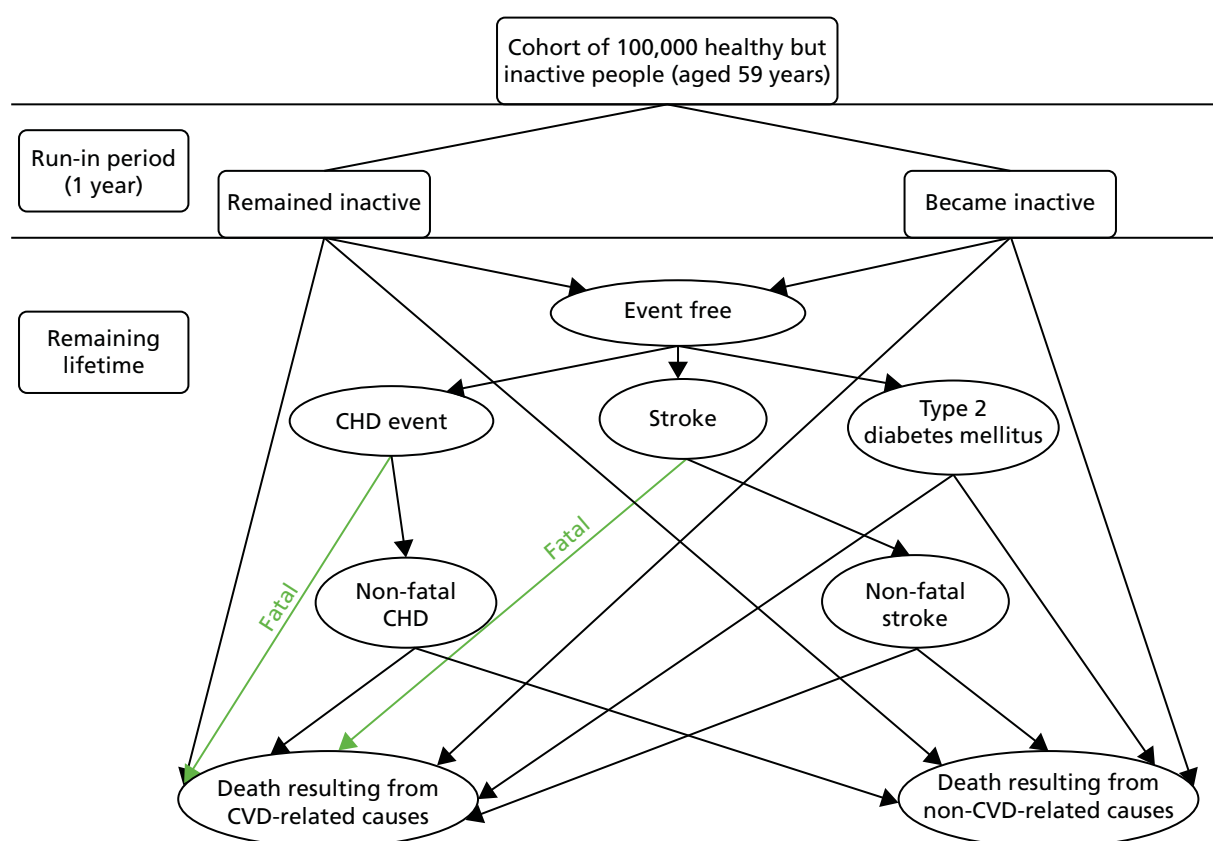 Cohort of 100,000 healthy but
inactive people (aged 59 years)
Run-in period
(1 year)
Remained inactive
Became inactive
Remaining
lifetime
Event free
CHD event
Stroke
Type 2
diabetes mellitus
Fatal
Fatal
Non-fatal
CHD
Non-fatal
stroke
Death resulting from
CVD-related causes
Death resulting from
non-CVD-related causes